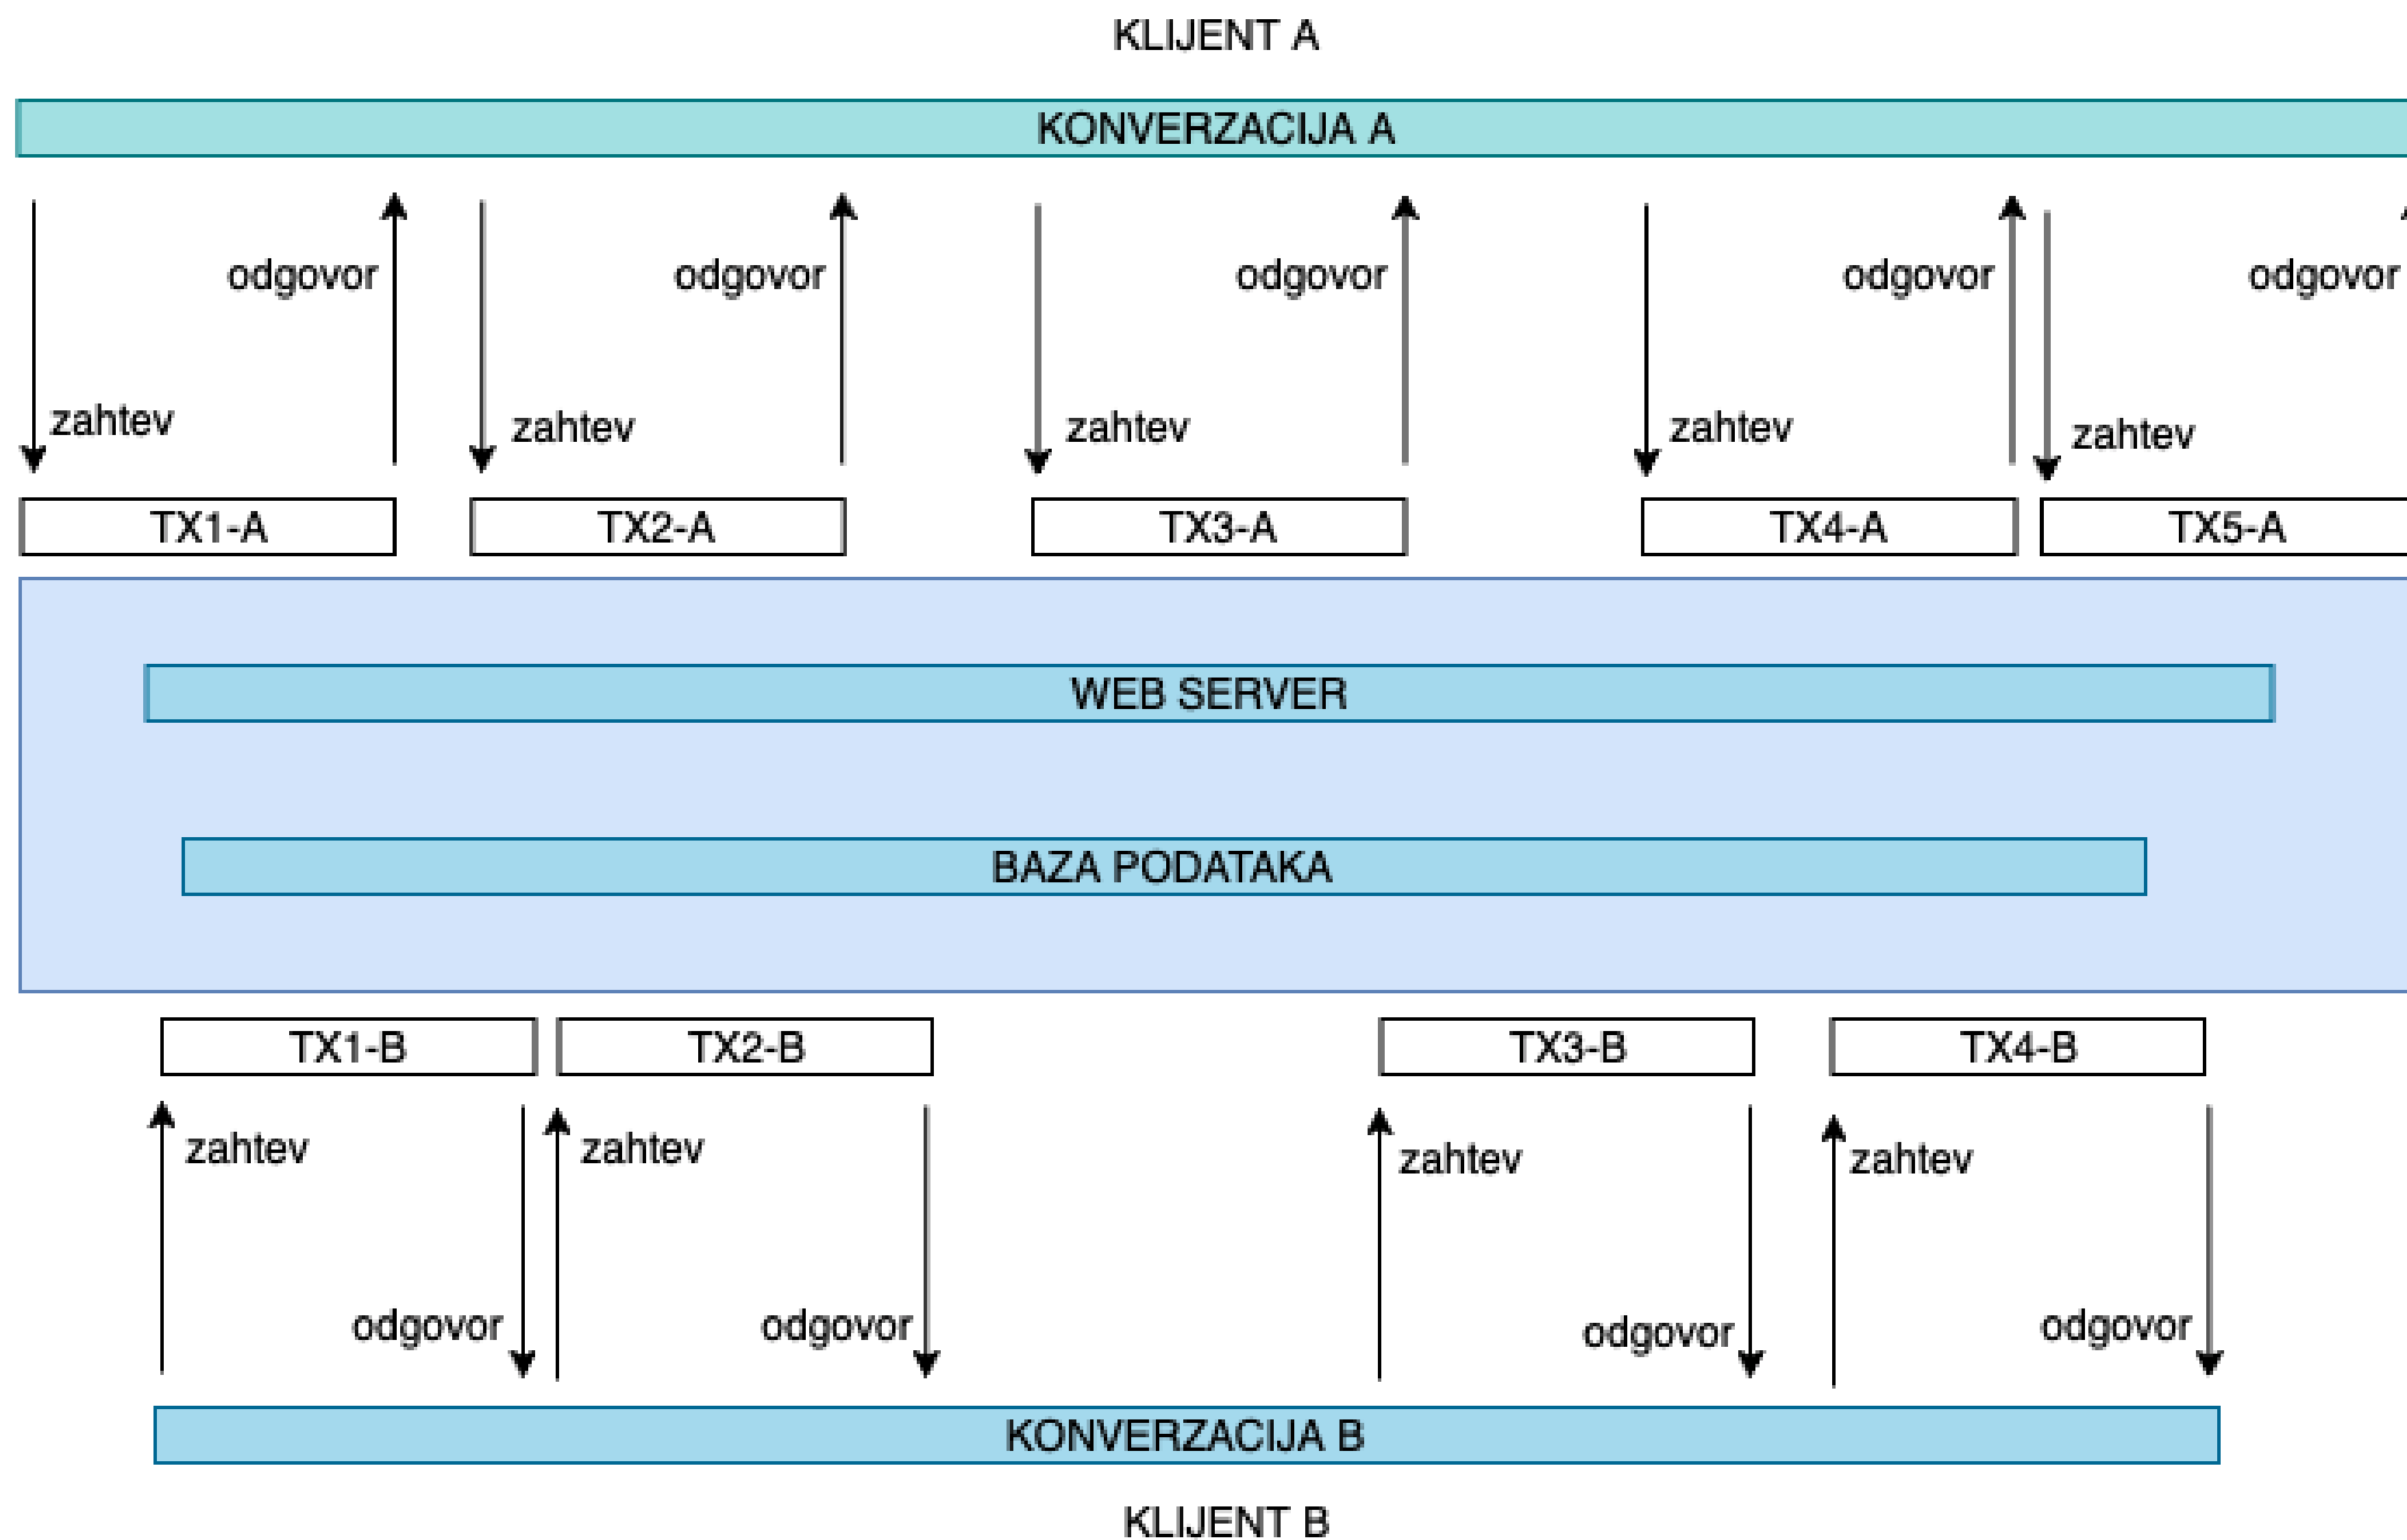 KLIJENT A
KONVERZACIJA A
odgovor odgovor odgovor odgovor odgovor
zahtev zahtev zahtev zahtev zahtev
TX1-A TX2-A TX3-A TX4-A TX5-A
WEB SERVER
BAZA PODATAKA
TX1-B TX2-B TX3-B TX4-B
zahtev zahtev zahtev zahtev
odgovor odgovor odgovor odgovor
KONVERZACIJA B
KLIJENT B